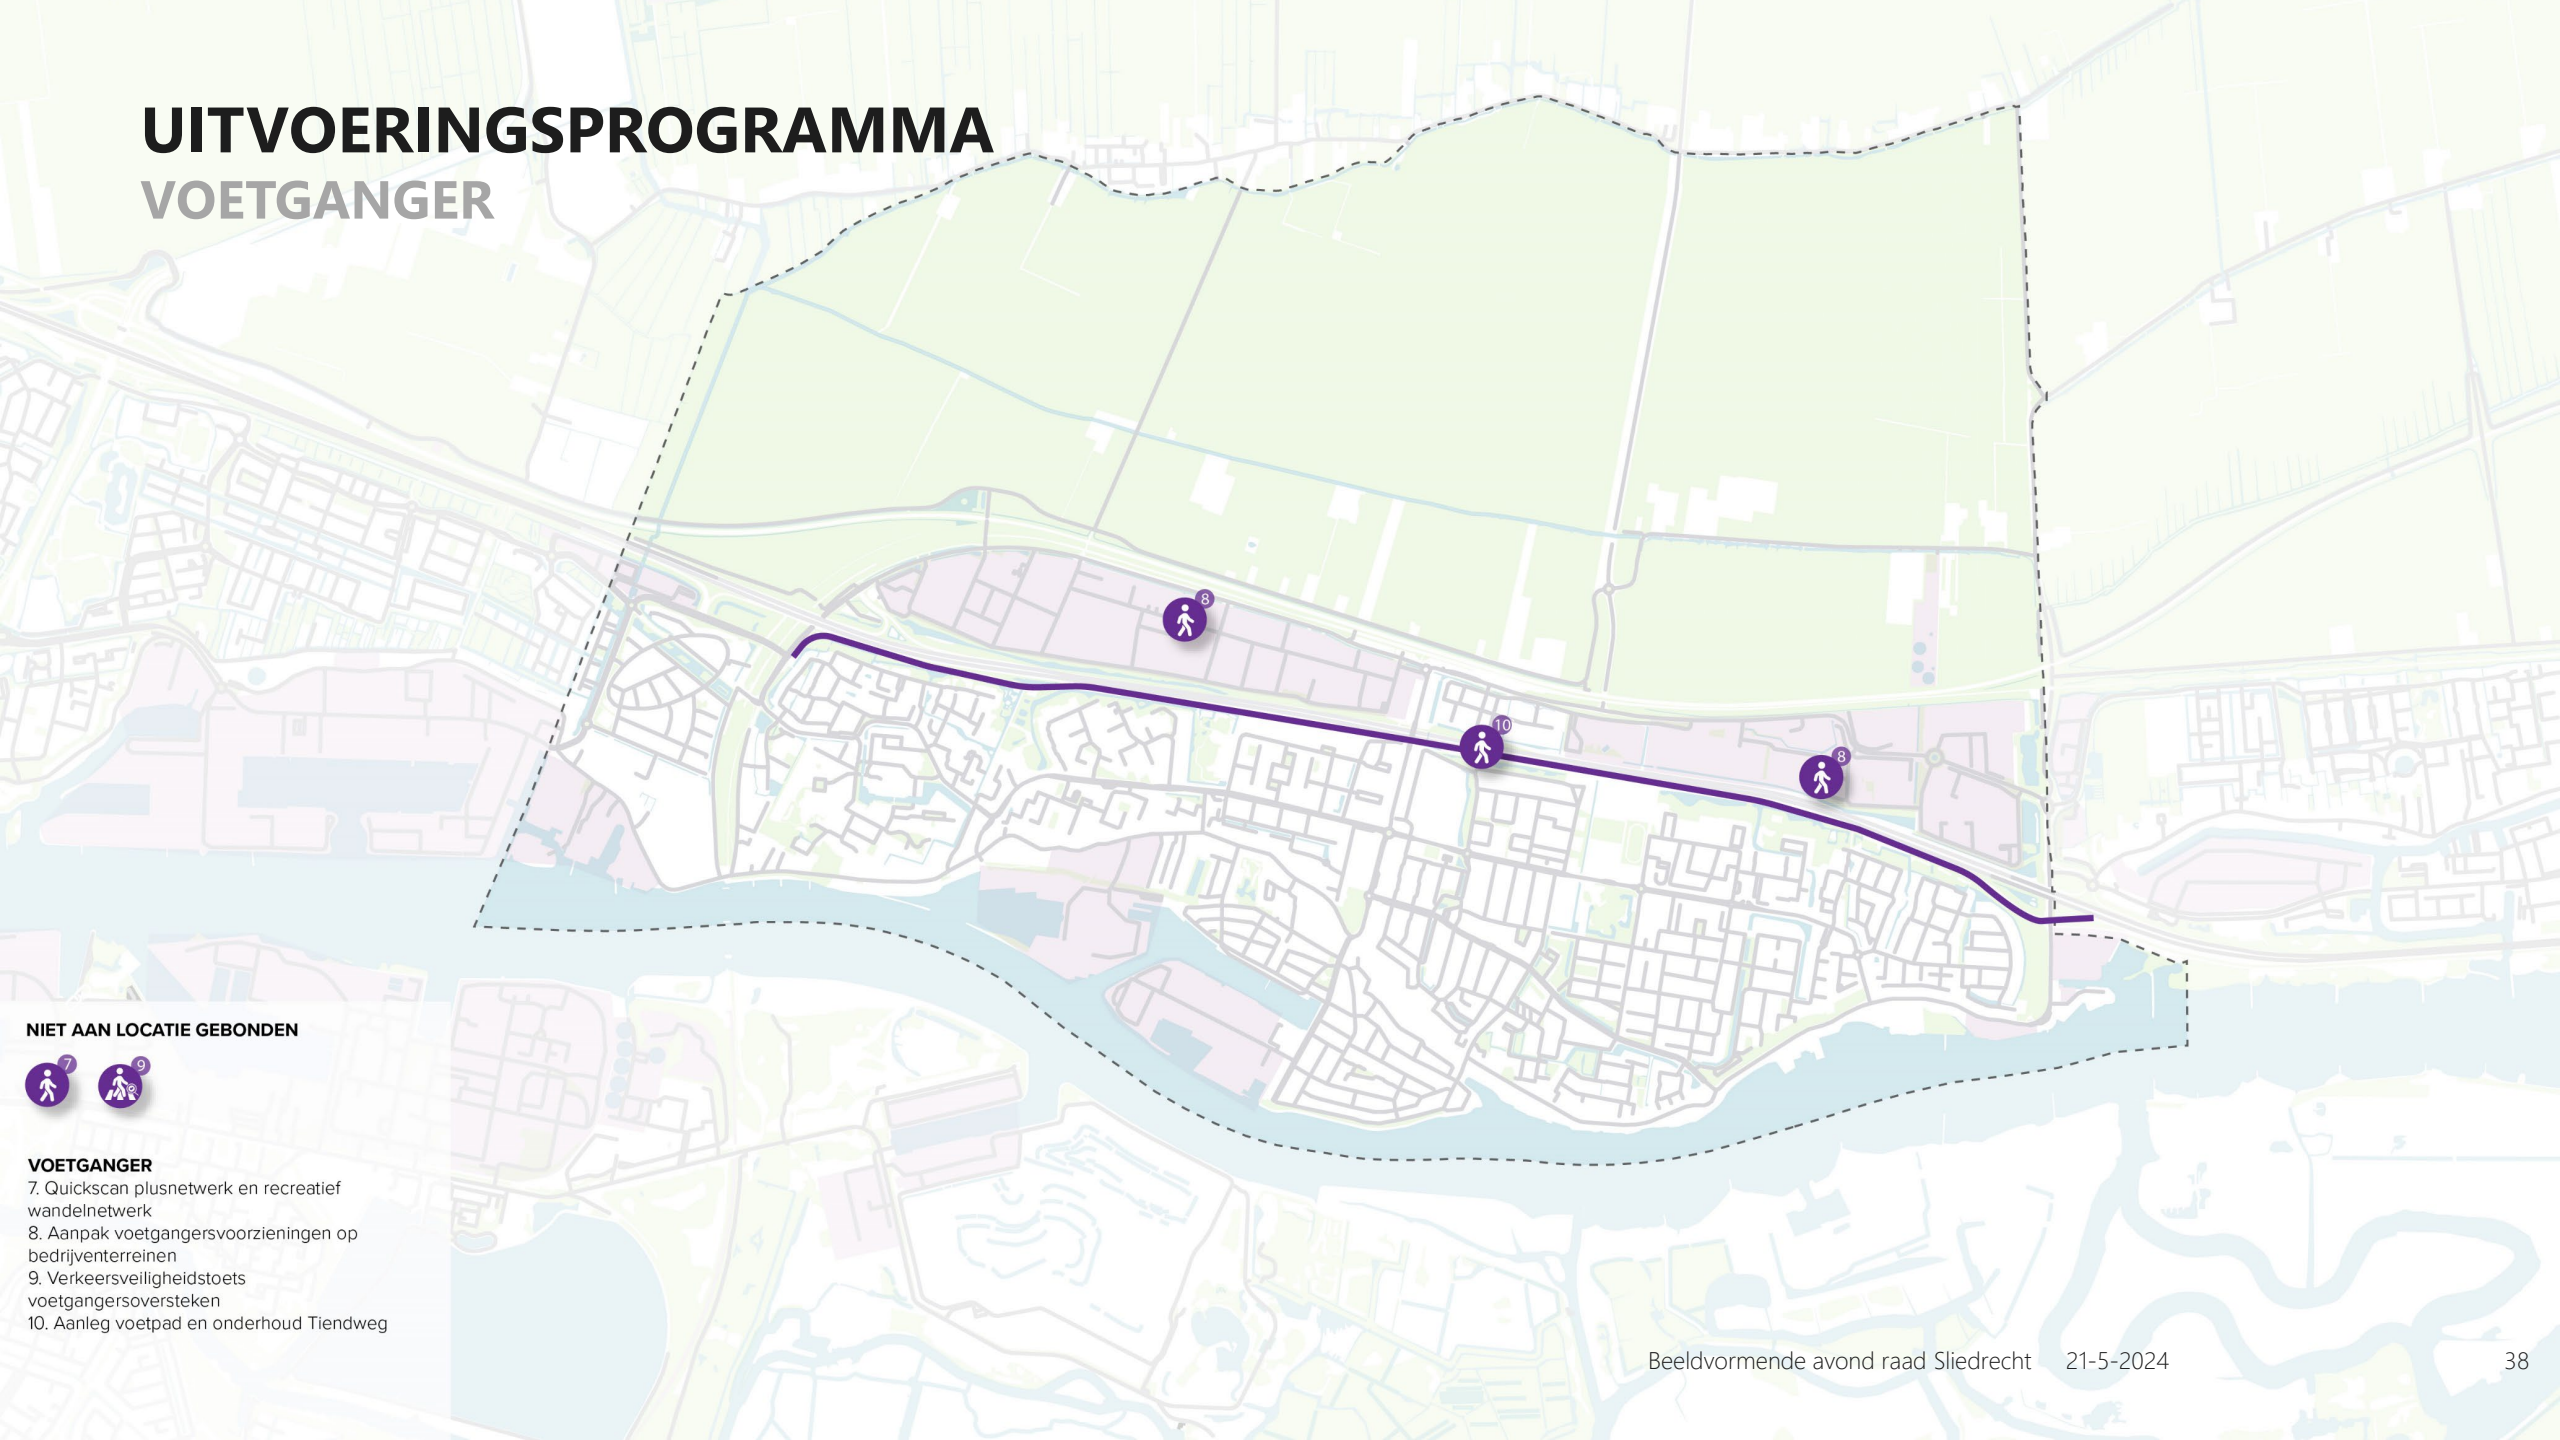 UITVOERINGSPROGRAMMA
VOETGANGER
8
10
8
NIET AAN LOCATIE GEBONDEN
7 9
VOETGANGER
7. Quickscan plusnetwerk en recreatief
wandelnetwerk
8. Aanpak voetgangersvoorzieningen op
bedrijventerreinen
9. Verkeersveiligheidstoets
voetgangersoversteken
10. Aanleg voetpad en onderhoud Tiendweg
Beeldvormende avond raad Sliedrecht 21-5-2024 38